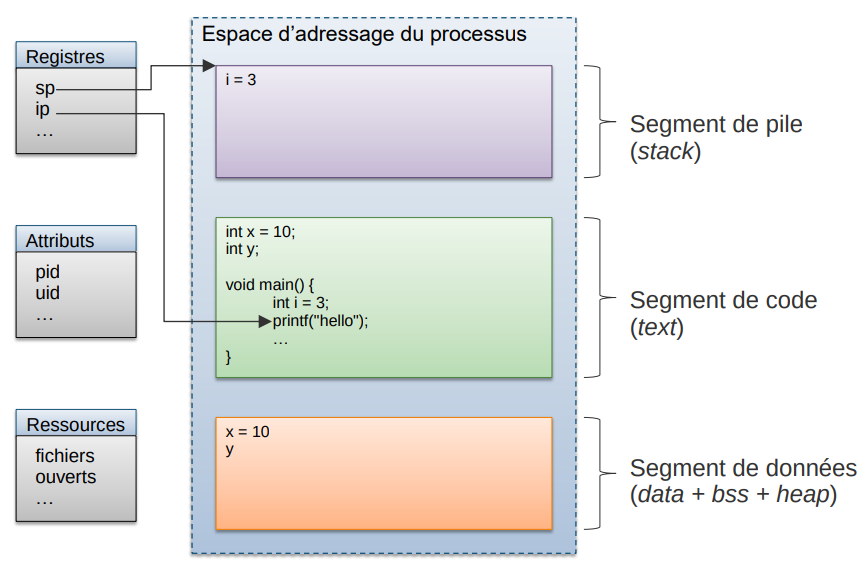 Espace d’adressage du processus
Registres
sp
ip
…
i = 3
Segment de pile
(stack)
Attributs
pid
uid
…
int x = 10;
int y;
void main() {
int i = 3;
printf("hello");
…
}
Segment de code
(text)
Ressources
fichiers
ouverts
…
x = 10
y
Segment de données
(data + bss + heap)